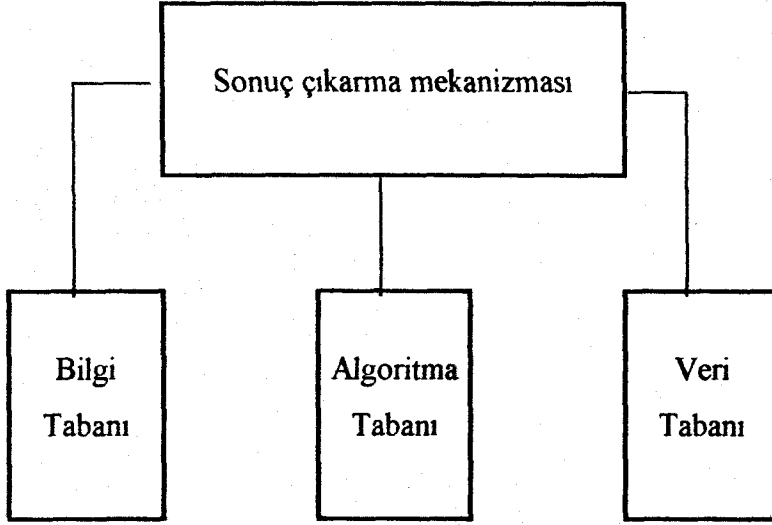 Sonuç çıkarma mekanizması
Bilgi
Tabanı
Algoritma
Tabanı
Veri
Tabanı